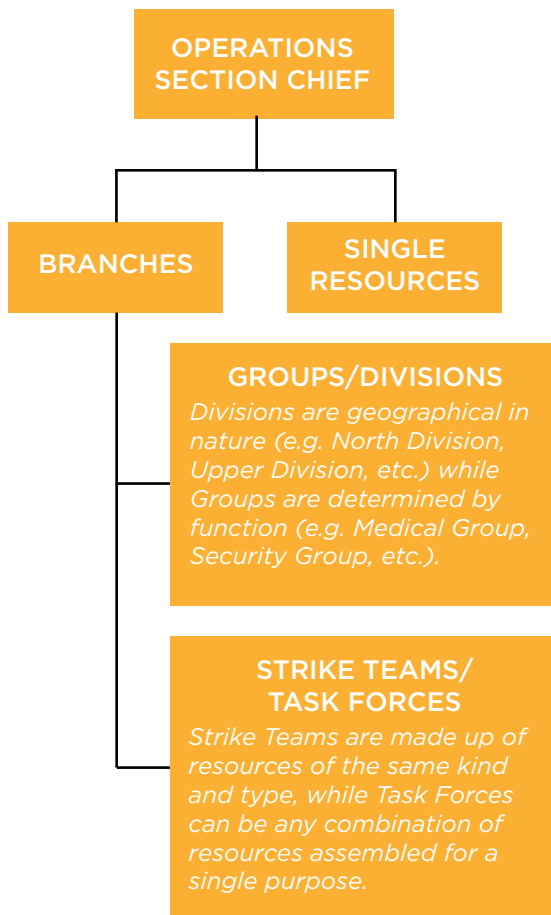 OPERATIONS
SECTION CHIEF
BRANCHES
SINGLE
RESOURCES
GROUPS/DIVISIONS
Divisions are geographical in
nature (e.g. North Division,
Upper Division, etc.) while
Groups are determined by
function (e.g. Medical Group,
Security Group, etc.).
STRIKE TEAMS/
TASK FORCES
Strike Teams are made up of
resources of the same kind
and type, while Task Forces
can be any combination of
resources assembled for a
single purpose.